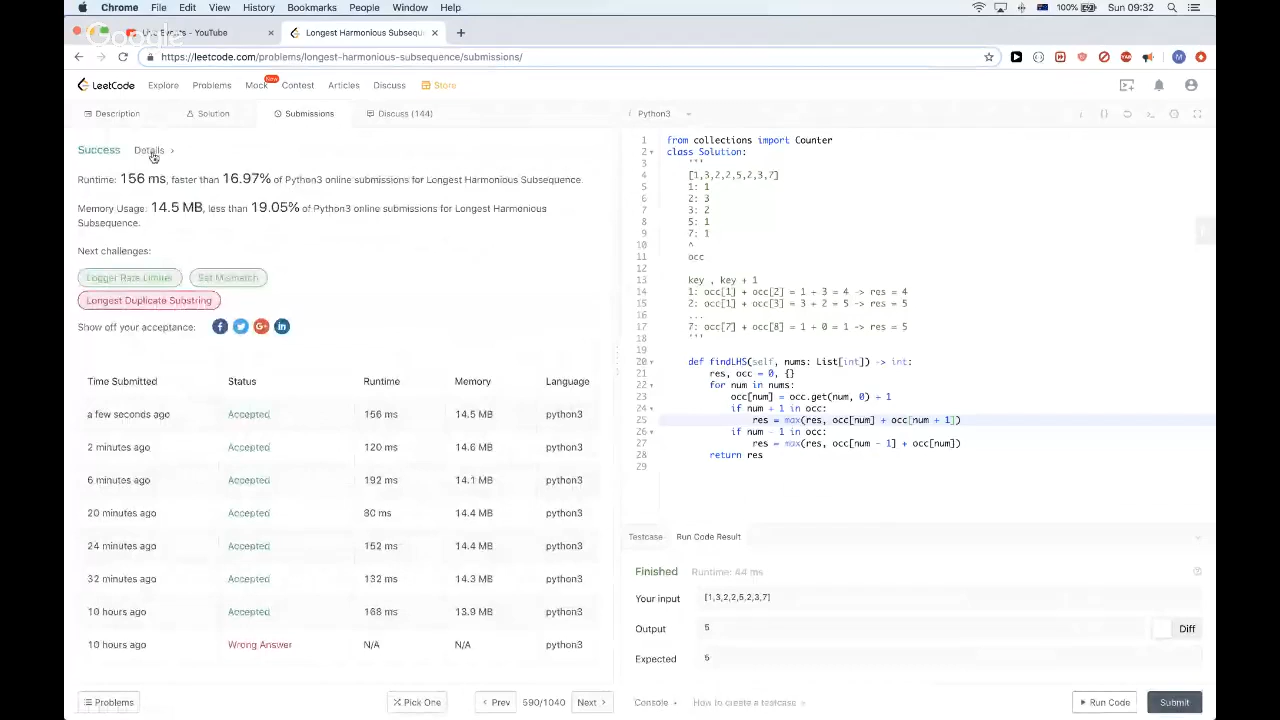 Chrome File Edit View History Bookmarks People Window Help 100% Sun 09:32
Google
Live Events - YouTube
Longest Harmonious Subsequ
https://leetcode.com/problems/longest-harmonious-subsequence/submissions/
LeetCode Explore Problems Mock New Contest Articles Discuss Store
Description Solution Submissions Discuss (144)
Python3
Success Details ›
Runtime: 156 ms, faster than 16.97% of Python3 online submissions for Longest Harmonious Subsequence.
Memory Usage: 14.5 MB, less than 19.05% of Python3 online submissions for Longest Harmonious
Subsequence.
Next challenges:
Logger Rate Limiter Set Mismatch
Longest Duplicate Substring
Show off your acceptance:
Time Submitted Status Runtime Memory Language
a few seconds ago Accepted 156 ms 14.5 MB python3
2 minutes ago Accepted 120 ms 14.6 MB python3
6 minutes ago Accepted 192 ms 14.1 MB python3
20 minutes ago Accepted 80 ms 14.4 MB python3
24 minutes ago Accepted 152 ms 14.4 MB python3
32 minutes ago Accepted 132 ms 14.3 MB python3
10 hours ago Accepted 168 ms 13.9 MB python3
10 hours ago Wrong Answer N/A N/A python3
Problems Pick One Prev 590/1040 Next
1 from collections import Counter
2 class Solution:
3 '''
4 [1,3,2,2,5,2,3,7]
5 1: 1
6 2: 3
7 3: 2
8 5: 1
9 7: 1
10 ^
11 occ
12
13 key , key + 1
14 1: occ[1] + occ[2] = 1 + 3 = 4 -> res = 4
15 2: occ[1] + occ[3] = 3 + 2 = 5 -> res = 5
16 ...
17 7: occ[7] + occ[8] = 1 + 0 = 1 -> res = 5
18 '''
19
20 def findLHS(self, nums: List[int]) -> int:
21 res, occ = 0, {}
22 for num in nums:
23 occ[num] = occ.get(num, 0) + 1
24 if num + 1 in occ:
25 res = max(res, occ[num] + occ[num + 1])
26 if num - 1 in occ:
27 res = max(res, occ[num - 1] + occ[num])
28 return res
29
Testcase Run Code Result
Finished Runtime: 44 ms
Your input [1,3,2,2,5,2,3,7]
Output 5 Diff
Expected 5
Console How to create a testcase Run Code Submit